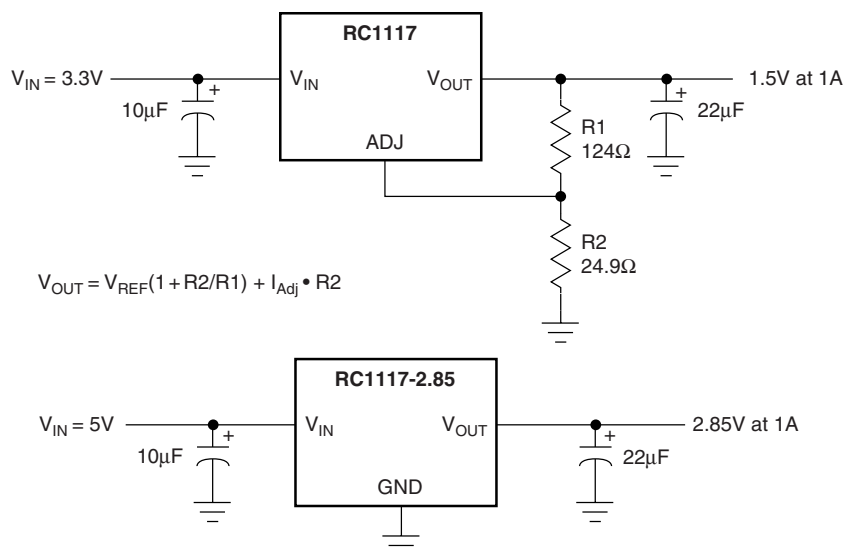 RC1117
V_IN = 3.3V
V_IN
V_OUT
1.5V at 1A
+
10µF
+
22µF
ADJ
R1
124Ω
R2
24.9Ω
V_OUT = V_REF(1 + R2/R1) + I_Adj • R2
RC1117-2.85
V_IN = 5V
V_IN
V_OUT
2.85V at 1A
+
10µF
+
22µF
GND